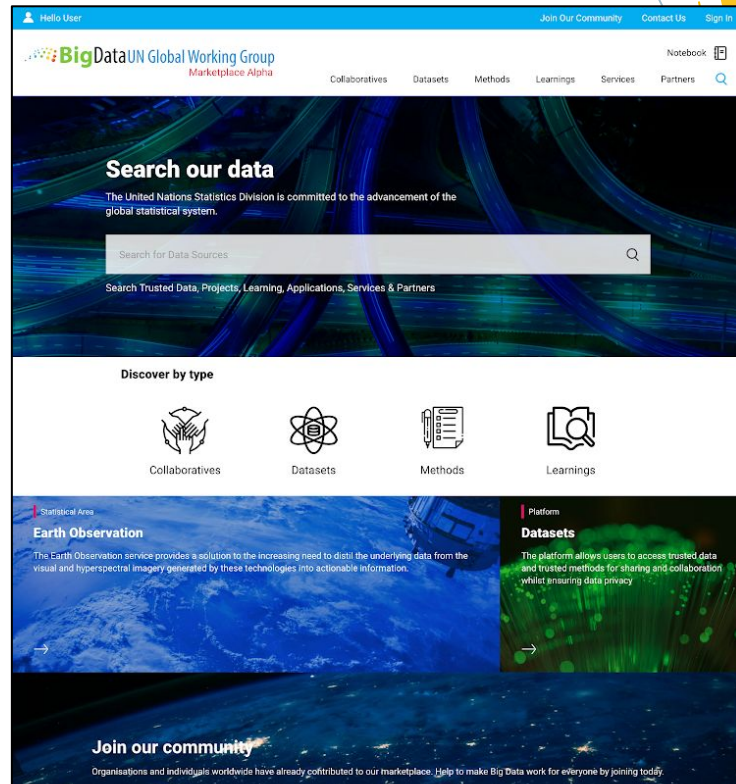 Hello User
Join Our Community Contact Us Sign In
BigData UN Global Working Group
Marketplace Alpha
Notebook
Collaboratives Datasets Methods Learnings Services Partners
Search our data
The United Nations Statistics Division is committed to the advancement of the
global statistical system.
Search for Data Sources
Search Trusted Data, Projects, Learning, Applications, Services & Partners
Discover by type
Collaboratives Datasets Methods Learnings
Statistical Area
Earth Observation
The Earth Observation service provides a solution to the increasing need to distil the underlying data from the
visual and hyperspectral imagery generated by these technologies into actionable information.
Platform
Datasets
The platform allows users to access trusted data
and trusted methods for sharing and collaboration
whilst ensuring data privacy
Join our community
Organisations and individuals worldwide have already contributed to our marketplace. Help to make Big Data work for everyone by joining today.